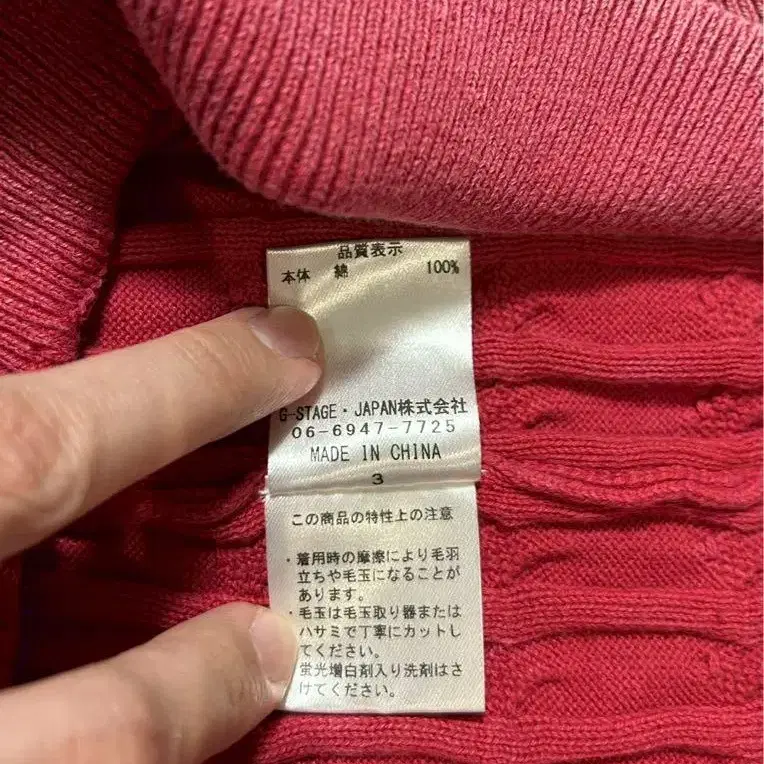 品質表示
本体 綿 100%
G-STAGE・JAPAN株式会社
06-6947-7725
MADE IN CHINA
3
この商品の特性上の注意
・着用時の摩擦により毛羽
立ちや毛玉になることが
あります。
・毛玉は毛玉取り器または
ハサミで丁寧にカットし
てください。
蛍光増白剤入り洗剤はさ
けてください。